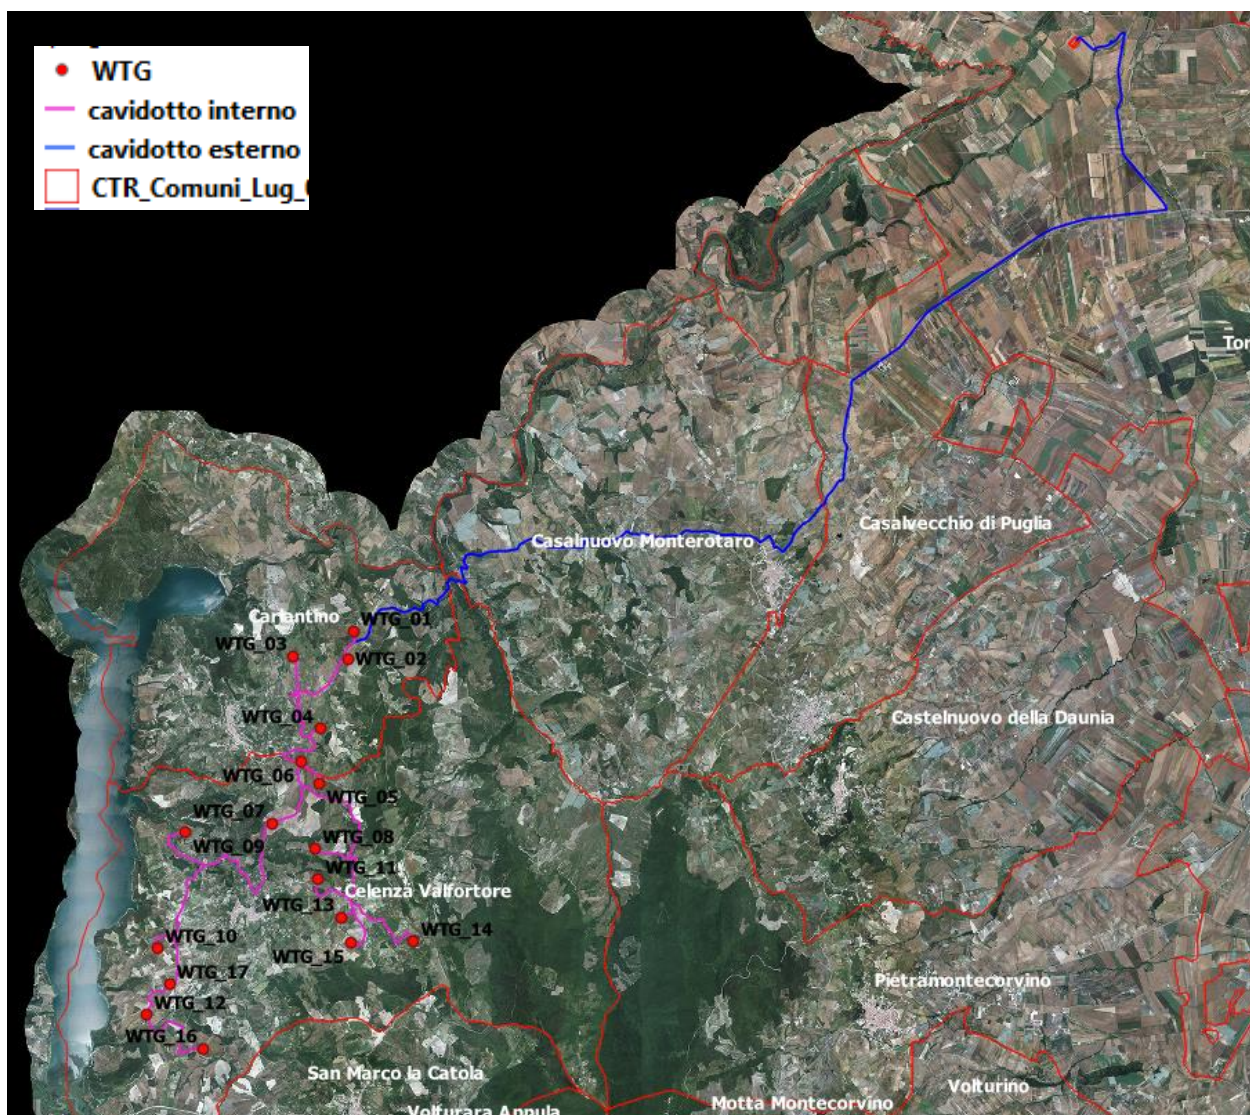 WTG
cavidotto interno
cavidotto esterno
CTR_Comuni_Lug_
Tor
Casalvecchio di Puglia
Casalnuovo Monterotaro
Carlantino
WTG_01
WTG_03
WTG_02
WTG_04
Castelnuovo della Daunia
WTG_06
WTG_05
WTG_07
WTG_08
WTG_09
WTG_11
Celenza Valfortore
WTG_13
WTG_14
WTG_10
WTG_15
WTG_17
Pietramontecorvino
WTG_12
WTG_16
San Marco la Catola
Volturino
Motta Montecorvino
Volturara Appula